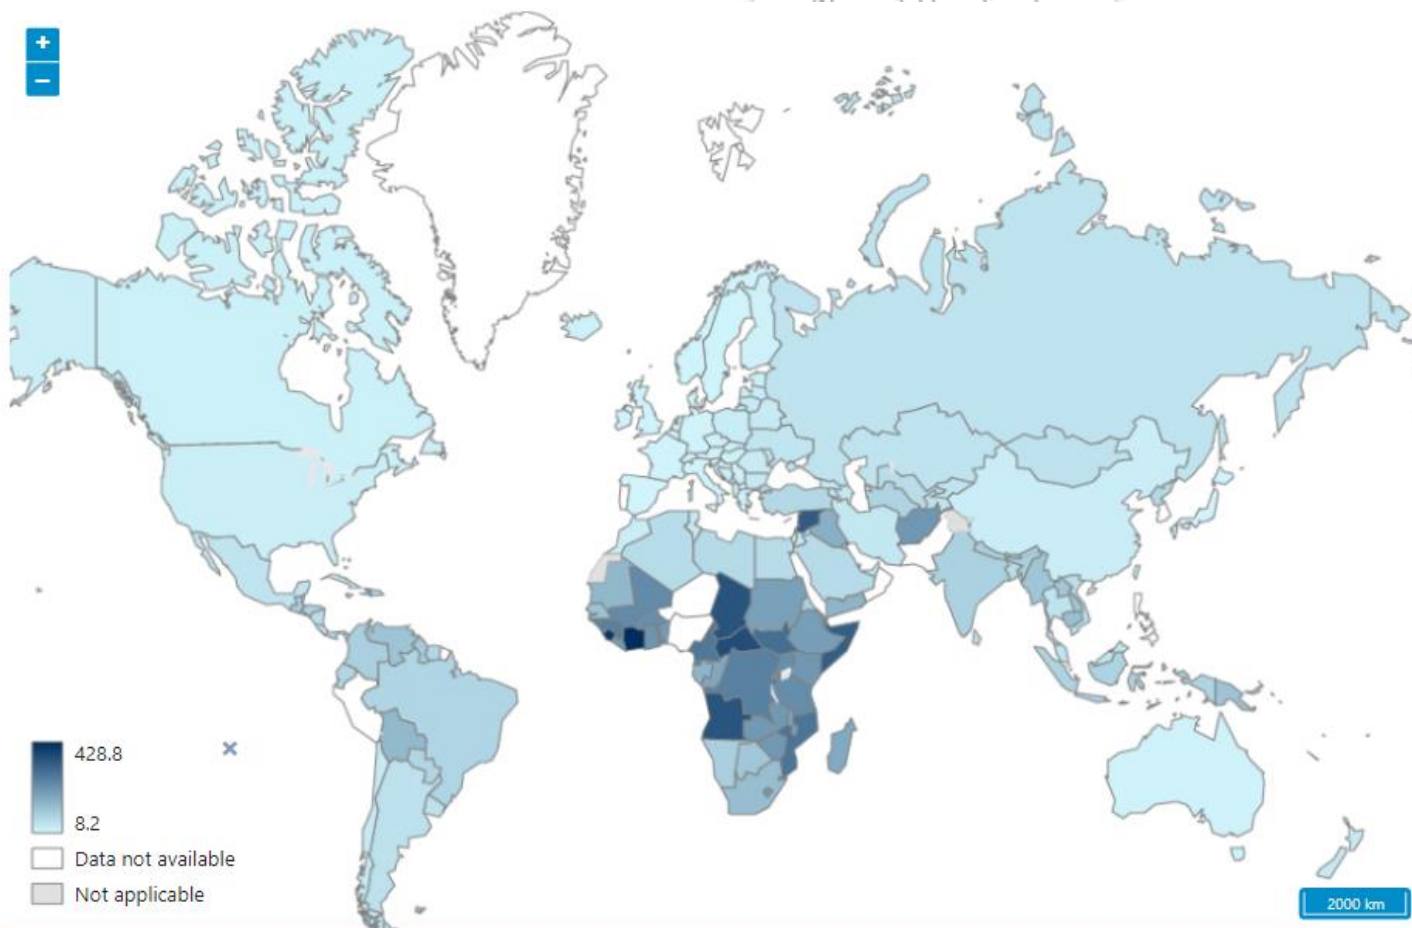 +
−
428.8
8.2
Data not available
Not applicable
2000 km